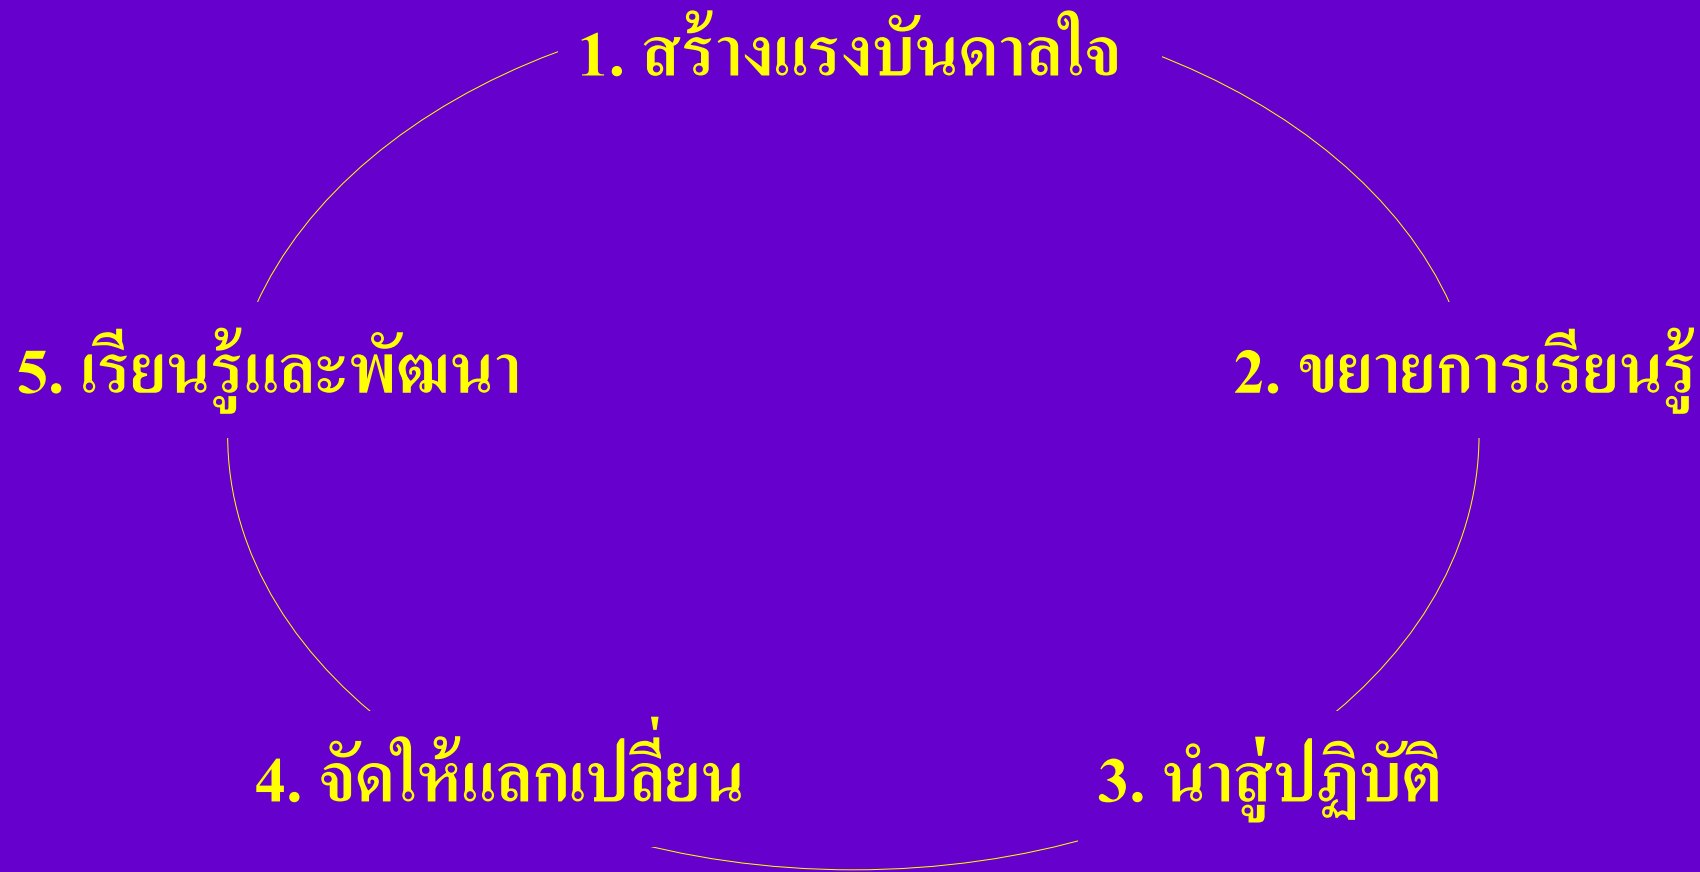 1. สร้างแรงบันดาลใจ
2. ขยายการเรียนรู้
3. นำสู่ปฏิบัติ
4. จัดให้แลกเปลี่ยน
5. เรียนรู้และพัฒนา